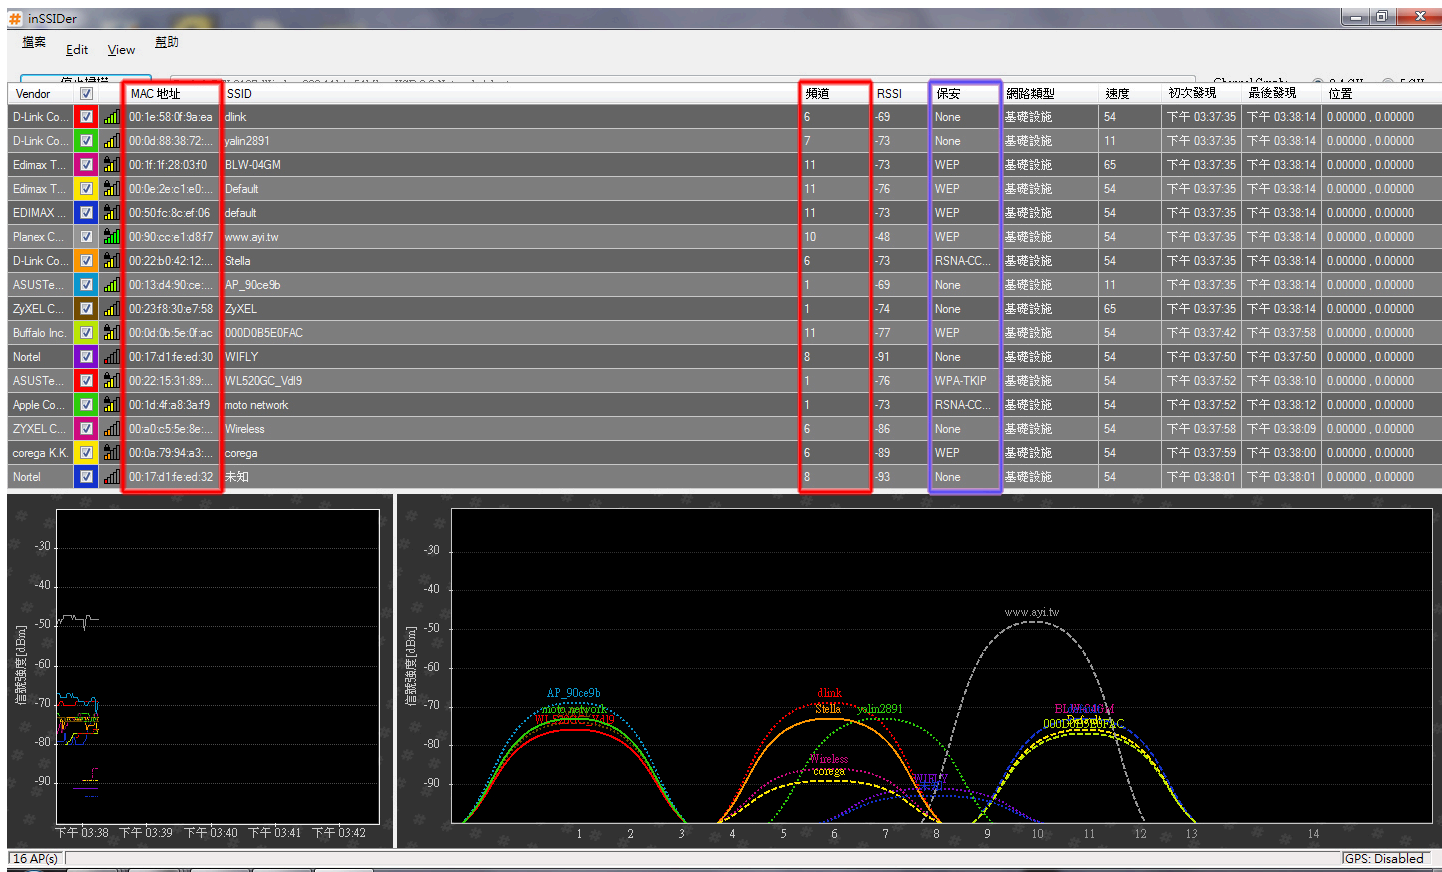 inSSIDer
檔案 Edit View 幫助
Vendor MAC 地址 SSID 頻道 RSSI 保安 網路類型 速度 初次發現 最後發現 位置
D-Link Co... 00:1e:58:0f:9a:ea dlink 6 -69 None 基礎設施 54 下午 03:37:35 下午 03:38:14 0.00000 , 0.00000
D-Link Co... 00:0d:88:38:72:... yalin2891 7 -73 None 基礎設施 11 下午 03:37:35 下午 03:38:14 0.00000 , 0.00000
Edimax T... 00:1f:1f:28:03:f0 BLW-04GM 11 -73 WEP 基礎設施 65 下午 03:37:35 下午 03:38:14 0.00000 , 0.00000
Edimax T... 00:0e:2e:c1:e0:... Default 11 -76 WEP 基礎設施 54 下午 03:37:35 下午 03:38:14 0.00000 , 0.00000
EDIMAX ... 00:50:fc:8c:ef:06 default 11 -73 WEP 基礎設施 54 下午 03:37:35 下午 03:38:14 0.00000 , 0.00000
Planex C... 00:90:cc:e1:d8:f7 www.ayi.tw 10 -48 WEP 基礎設施 54 下午 03:37:35 下午 03:38:14 0.00000 , 0.00000
D-Link Co... 00:22:b0:42:12:... Stella 6 -73 RSNA-CC... 基礎設施 54 下午 03:37:35 下午 03:38:14 0.00000 , 0.00000
ASUSTe... 00:13:d4:90:ce:... AP_90ce9b 1 -69 None 基礎設施 11 下午 03:37:35 下午 03:38:14 0.00000 , 0.00000
ZyXEL C... 00:23:f8:30:e7:58 ZyXEL 1 -74 None 基礎設施 65 下午 03:37:35 下午 03:38:14 0.00000 , 0.00000
Buffalo Inc. 00:0d:0b:5e:0f:ac 000D0B5E0FAC 11 -77 WEP 基礎設施 54 下午 03:37:42 下午 03:37:58 0.00000 , 0.00000
Nortel 00:17:d1:fe:ed:30 WIFLY 8 -91 None 基礎設施 54 下午 03:37:50 下午 03:37:50 0.00000 , 0.00000
ASUSTe... 00:22:15:31:89:... WL520GC_Vdl9 1 -76 WPA-TKIP 基礎設施 54 下午 03:37:52 下午 03:38:10 0.00000 , 0.00000
Apple Co... 00:1d:4f:a8:3a:f9 moto network 1 -73 RSNA-CC... 基礎設施 54 下午 03:37:52 下午 03:38:12 0.00000 , 0.00000
ZYXEL C... 00:a0:c5:5e:8e:... Wireless 6 -86 None 基礎設施 54 下午 03:37:58 下午 03:38:09 0.00000 , 0.00000
corega K.K. 00:0a:79:94:a3:... corega 6 -89 WEP 基礎設施 54 下午 03:37:59 下午 03:38:00 0.00000 , 0.00000
Nortel 00:17:d1:fe:ed:32 未知 8 -93 None 基礎設施 54 下午 03:38:01 下午 03:38:01 0.00000 , 0.00000
信號強度[dBm]
-30
-40
-50
-60
-70
-80
-90
下午 03:38 下午 03:39 下午 03:40 下午 03:41 下午 03:42
信號強度[dBm]
-30
-40
-50
-60
-70
-80
-90
www.ayi.tw
AP_90ce9b dlink
moto network Stella yalin2891 BLW-04GM
WL520GC_Vdl9 Default
000D0B5E0FAC
Wireless
corega WIFLY
1 2 3 4 5 6 7 8 9 10 11 12 13 14
16 AP(s) GPS: Disabled